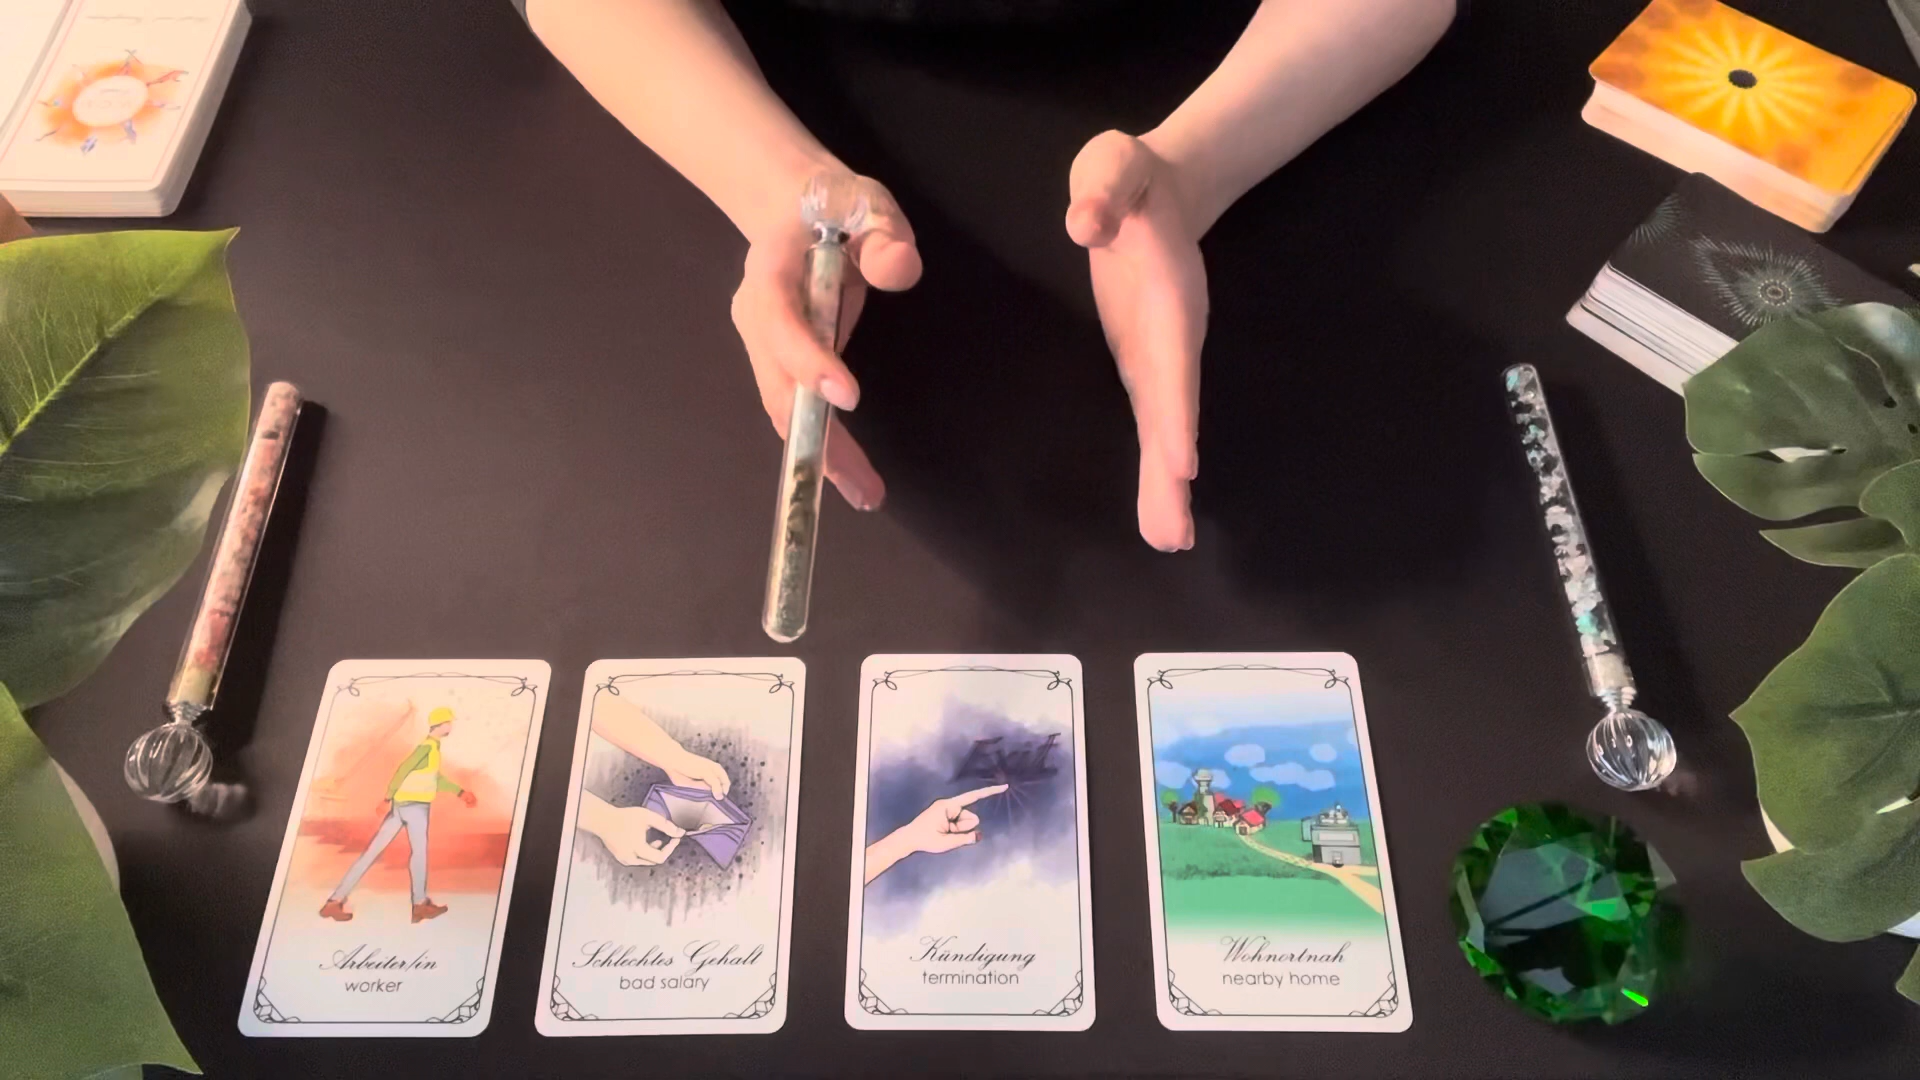 Arbeiter/in
worker
Schlechtes Gehalt
bad salary
Exit
Kündigung
termination
Wohnortnah
nearby home